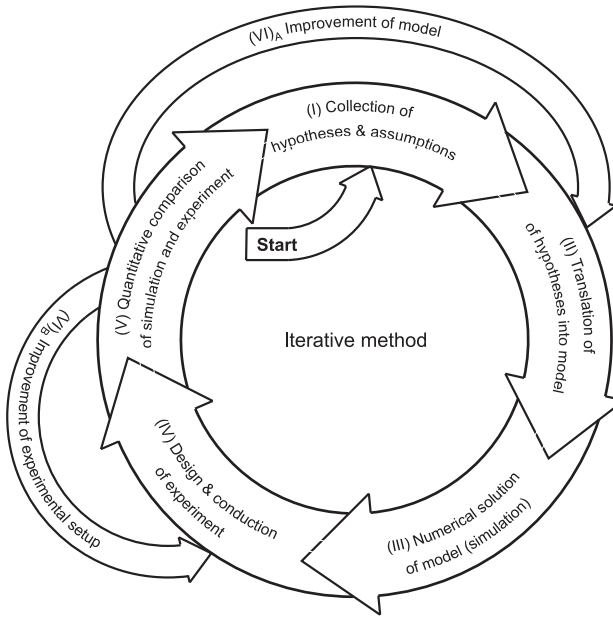 (VI)A Improvement of model
(I) Collection of
hypotheses & assumptions
(II) Translation of
of hypotheses into model
(III) Numerical solution
of model (simulation)
(IV) Design & conduction
of experiment
(V) Quantitative comparison
of simulation and experiment
(VI)B Improvement of experimental setup
Start
Iterative method